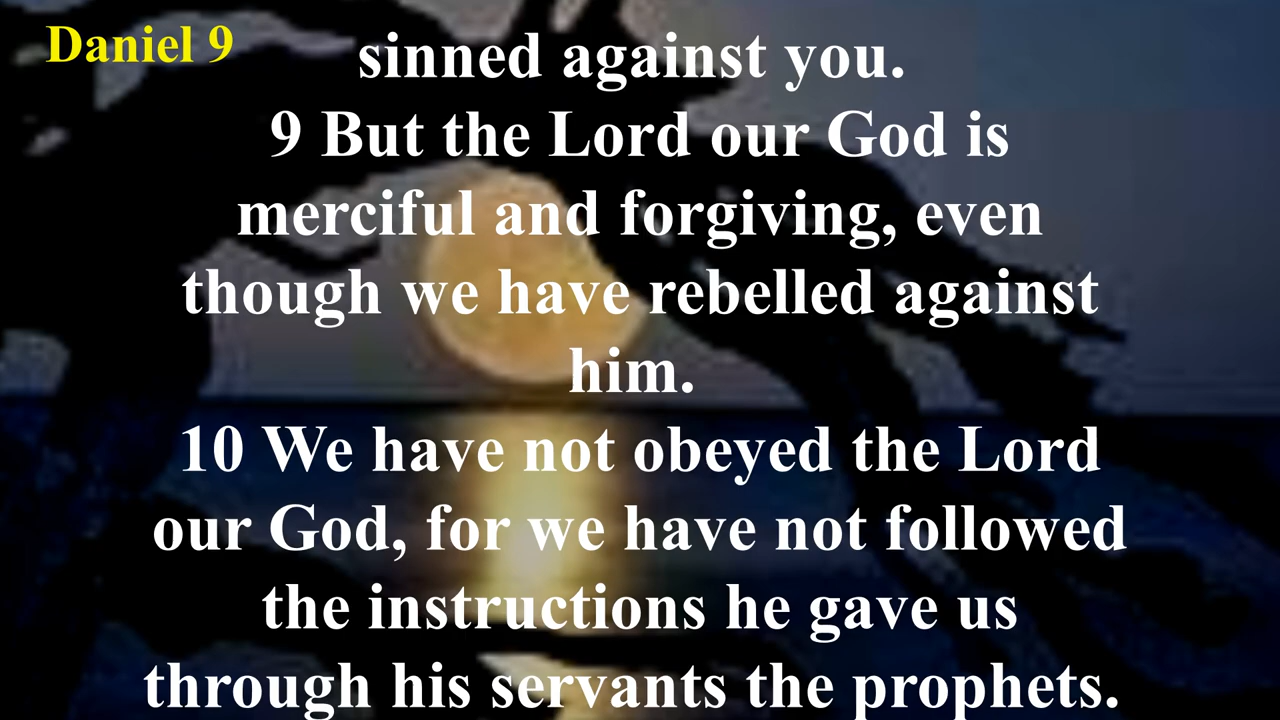 Daniel 9
sinned against you.
9 But the Lord our God is
merciful and forgiving, even
though we have rebelled against
him.
10 We have not obeyed the Lord
our God, for we have not followed
the instructions he gave us
through his servants the prophets.